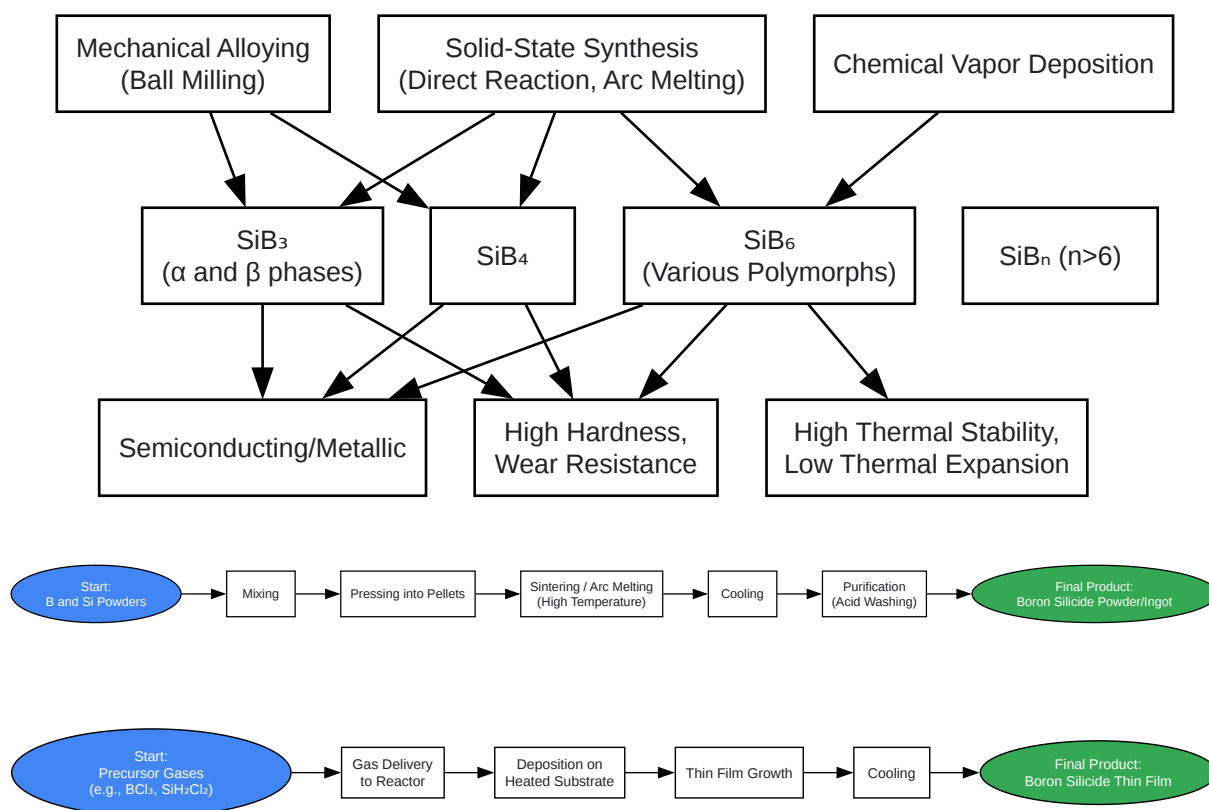 Mechanical Alloying
(Ball Milling)
Solid-State Synthesis
(Direct Reaction, Arc Melting)
Chemical Vapor Deposition
SiB₃
(α and β phases)
SiB₄
SiB₆
(Various Polymorphs)
SiBₙ (n>6)
Semiconducting/Metallic
High Hardness,
Wear Resistance
High Thermal Stability,
Low Thermal Expansion
Start:
B and Si Powders
Mixing
Pressing into Pellets
Sintering / Arc Melting
(High Temperature)
Cooling
Purification
(Acid Washing)
Final Product:
Boron Silicide Powder/Ingot
Start:
Precursor Gases
(e.g., BCl₃, SiH₂Cl₂)
Gas Delivery
to Reactor
Deposition on
Heated Substrate
Thin Film Growth
Cooling
Final Product:
Boron Silicide Thin Film